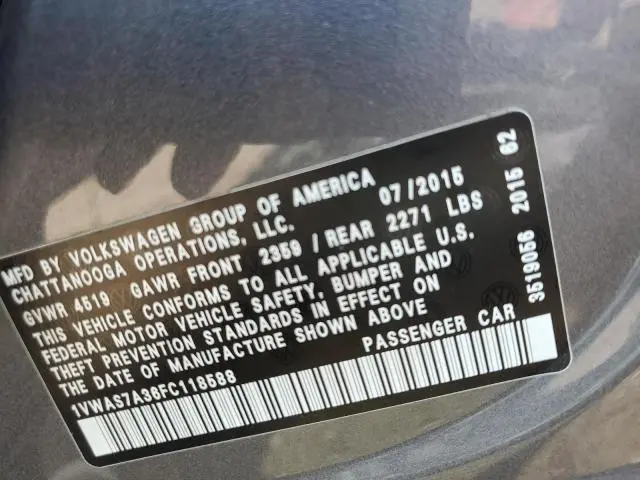 MFD BY VOLKSWAGEN GROUP OF AMERICA
CHATTANOOGA OPERATIONS, LLC. 07/2015
GVWR 4519 GAWR FRONT 2359 / REAR 2271 LBS
THIS VEHICLE CONFORMS TO ALL APPLICABLE U.S.
FEDERAL MOTOR VEHICLE SAFETY, BUMPER AND
THEFT PREVENTION STANDARDS IN EFFECT ON
THE DATE OF MANUFACTURE SHOWN ABOVE
1VWAS7A36FC118588 PASSENGER CAR
3519056 2015 62